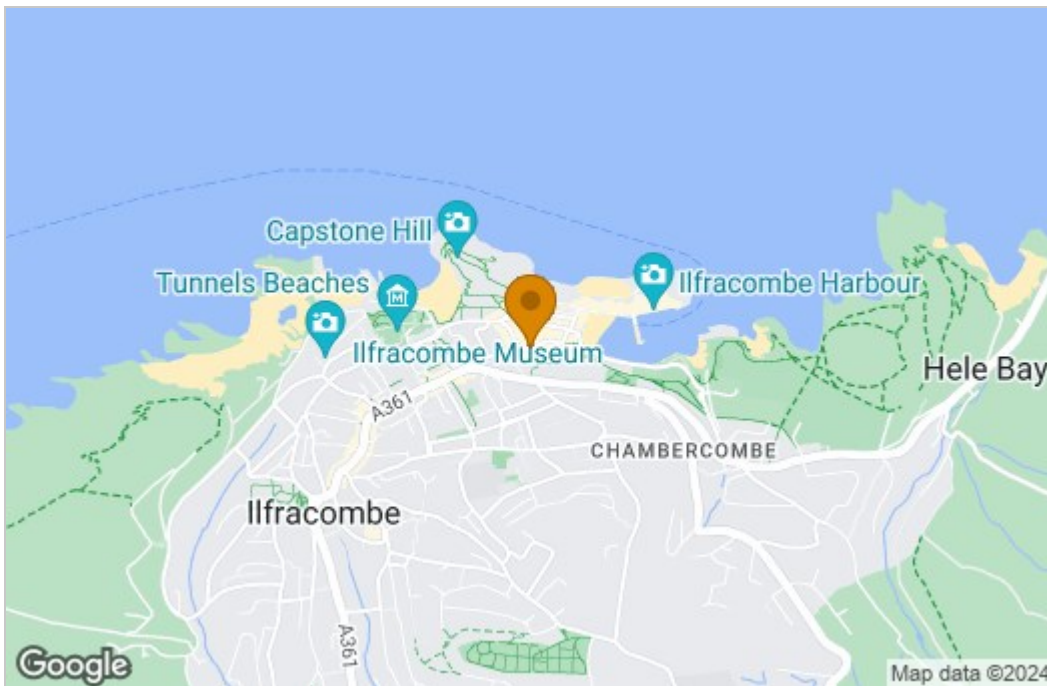 Capstone Hill
Tunnels Beaches
Ilfracombe Harbour
Ilfracombe Museum
Hele Bay
A361
CHAMBERCOMBE
Ilfracombe
A361
Google
Map data ©2024